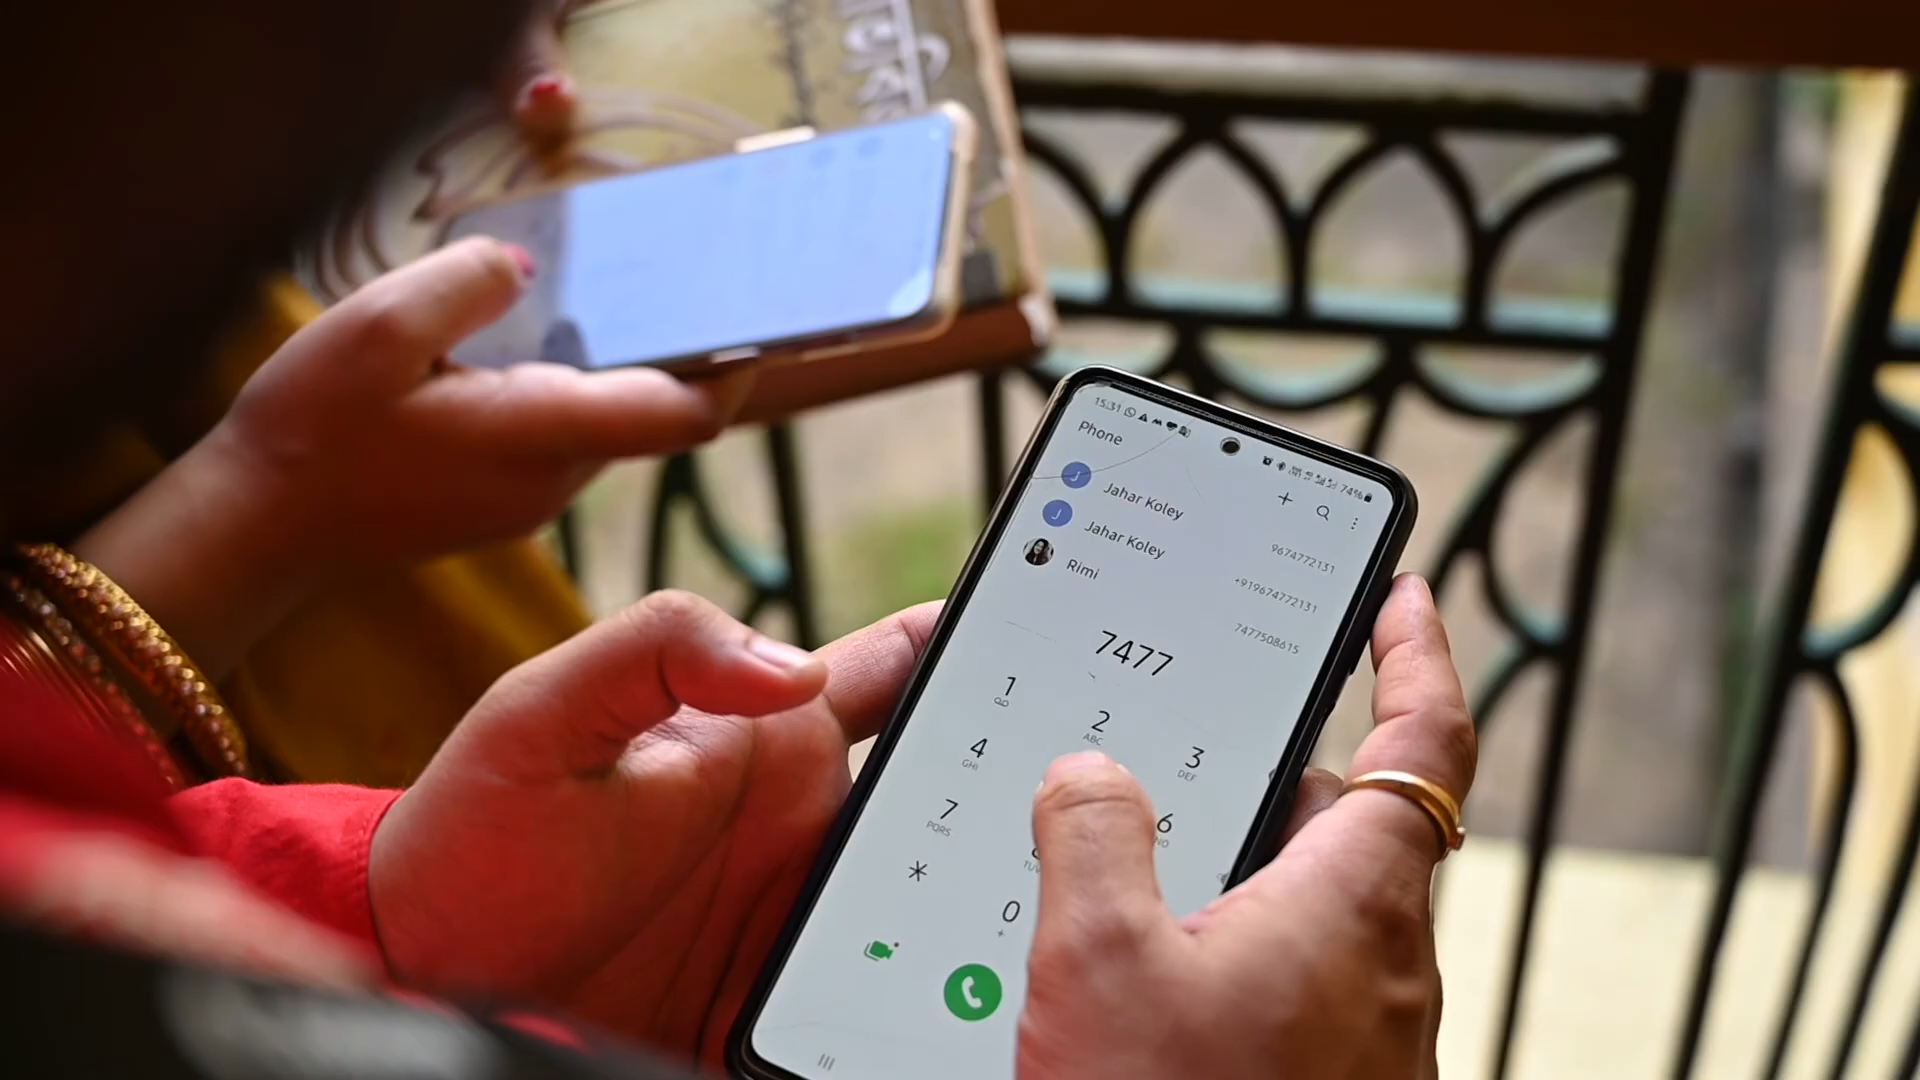 15:31
74%
Phone
Jahar Koley
9674772131
Jahar Koley
+919674772131
Rimi
7477508615
7477
1
2
ABC
3
DEF
4
GHI
6
7
PQRS
*
0
+